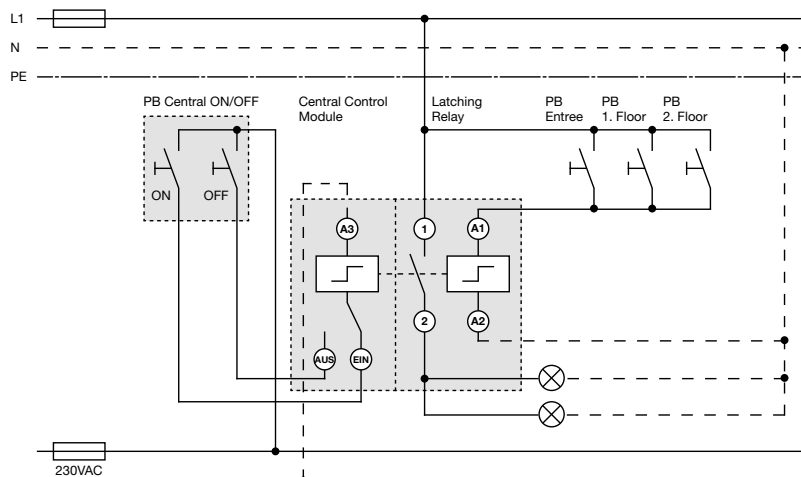 L1
N
PE
PB Central ON/OFF
Central Control
Module
Latching
Relay
PB
Entree
PB
1. Floor
PB
2. Floor
ON
OFF
A3
1
A1
2
A2
AUS
EIN
230VAC